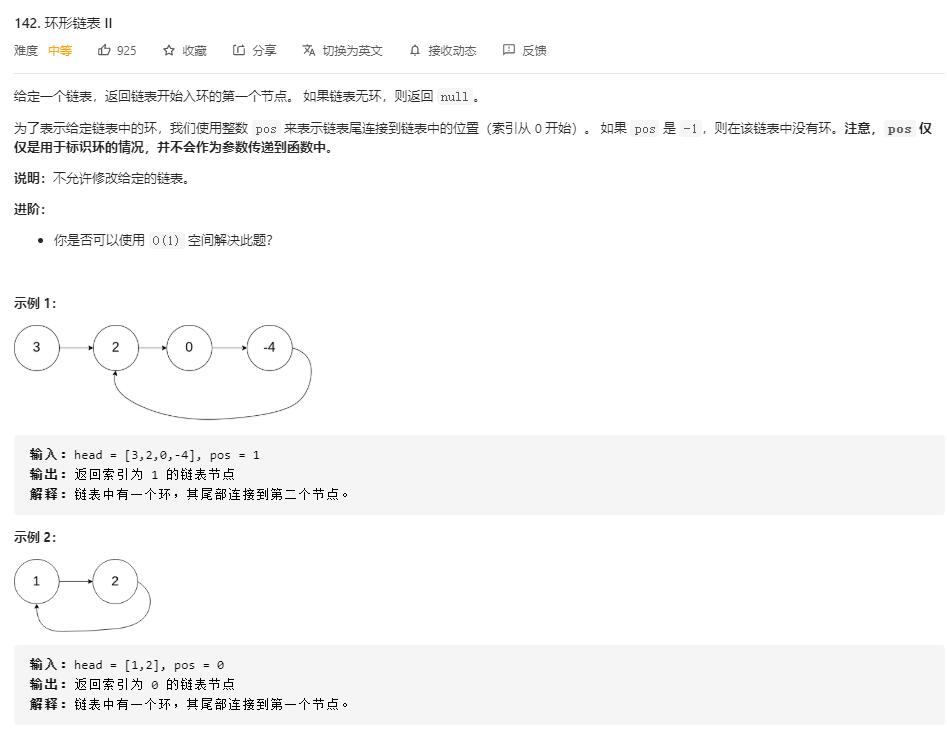 142. 环形链表 II
难度 中等 925 收藏 分享 切换为英文 接收动态 反馈
给定一个链表，返回链表开始入环的第一个节点。 如果链表无环，则返回 null 。
为了表示给定链表中的环，我们使用整数 pos 来表示链表尾连接到链表中的位置（索引从 0 开始）。 如果 pos 是 -1，则在该链表中没有环。注意，pos 仅
仅是用于标识环的情况，并不会作为参数传递到函数中。
说明：不允许修改给定的链表。
进阶：
你是否可以使用 O(1) 空间解决此题？
示例 1：
3 2 0 -4
输入：head = [3,2,0,-4], pos = 1
输出：返回索引为 1 的链表节点
解释：链表中有一个环，其尾部连接到第二个节点。
示例 2：
1 2
输入：head = [1,2], pos = 0
输出：返回索引为 0 的链表节点
解释：链表中有一个环，其尾部连接到第一个节点。